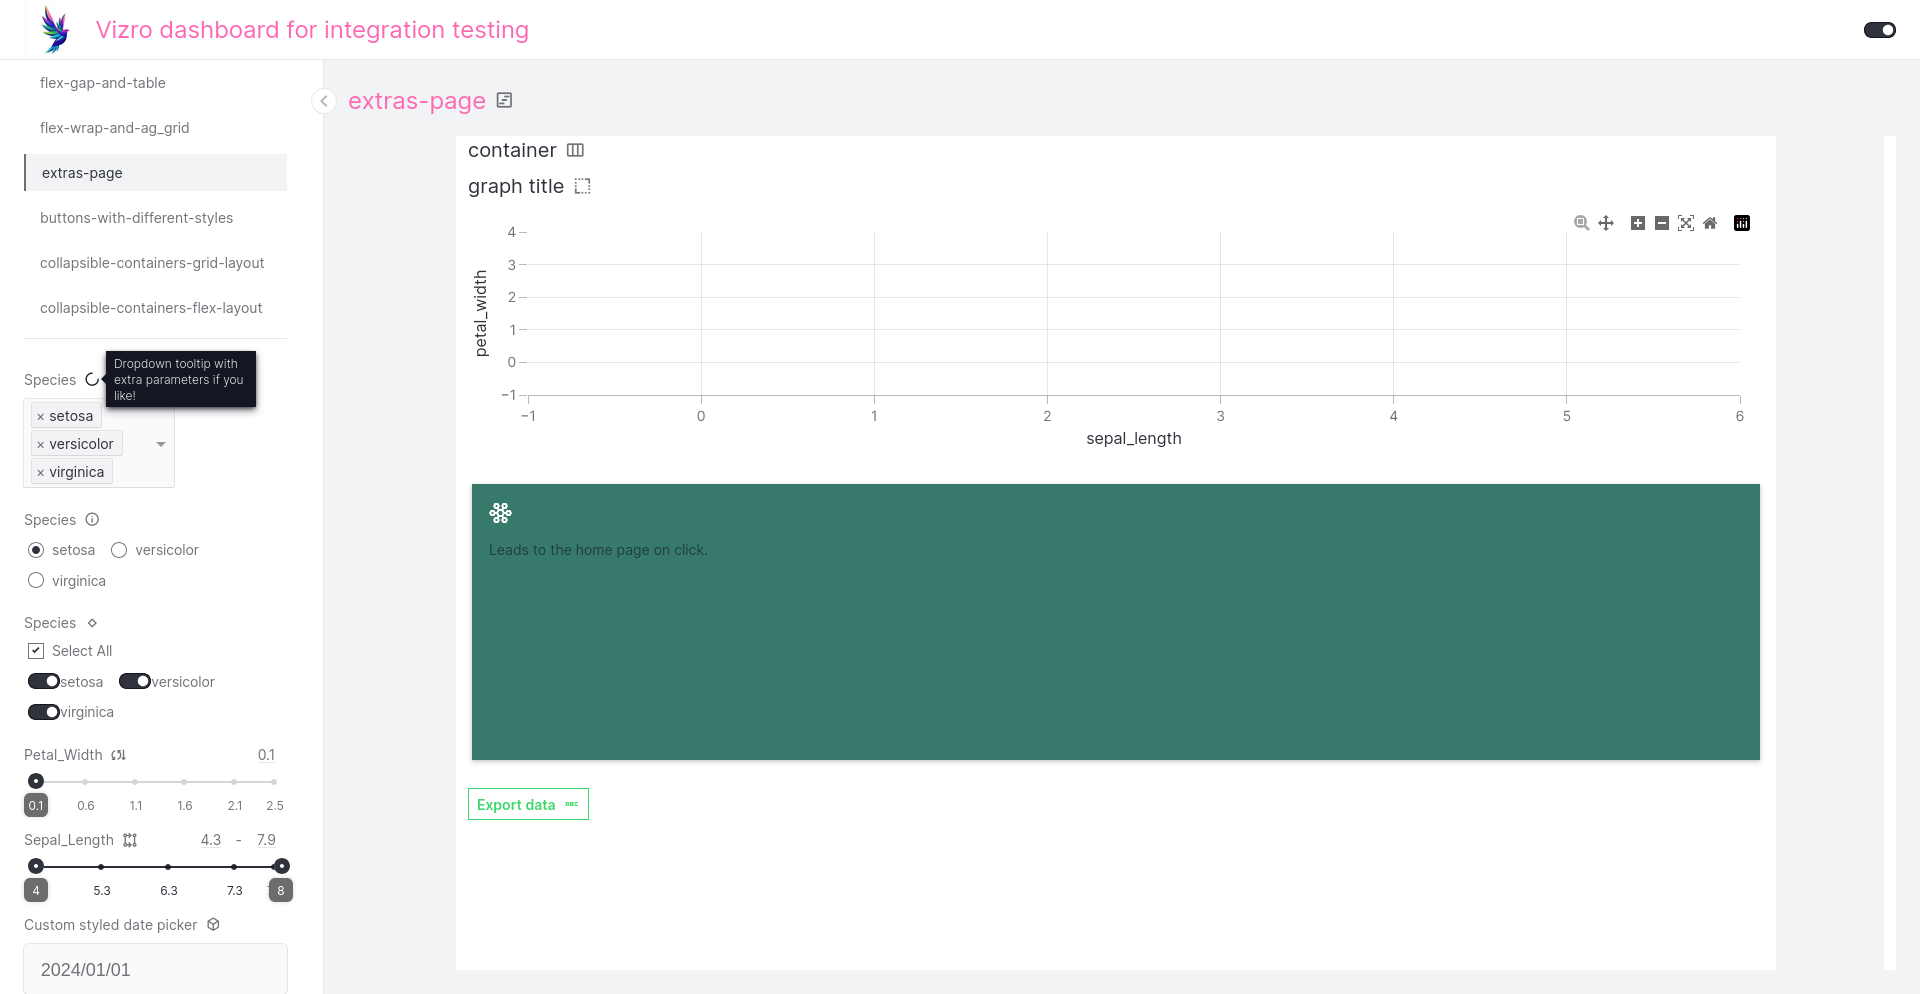 Vizro dashboard for integration testing
flex-gap-and-table
flex-wrap-and-ag_grid
extras-page
buttons-with-different-styles
collapsible-containers-grid-layout
collapsible-containers-flex-layout
Species
Dropdown tooltip with
extra parameters if you
like!
× setosa
× versicolor
× virginica
Species
setosa versicolor
virginica
Species
Select All
setosa versicolor
virginica
Petal_Width 0.1
0.1 0.6 1.1 1.6 2.1 2.5
Sepal_Length 4.3 - 7.9
4 5.3 6.3 7.3 8
Custom styled date picker
2024/01/01
extras-page
container
graph title
4
3
2
1
0
−1
petal_width
−1 0 1 2 3 4 5 6
sepal_length
Leads to the home page on click.
Export data ABC